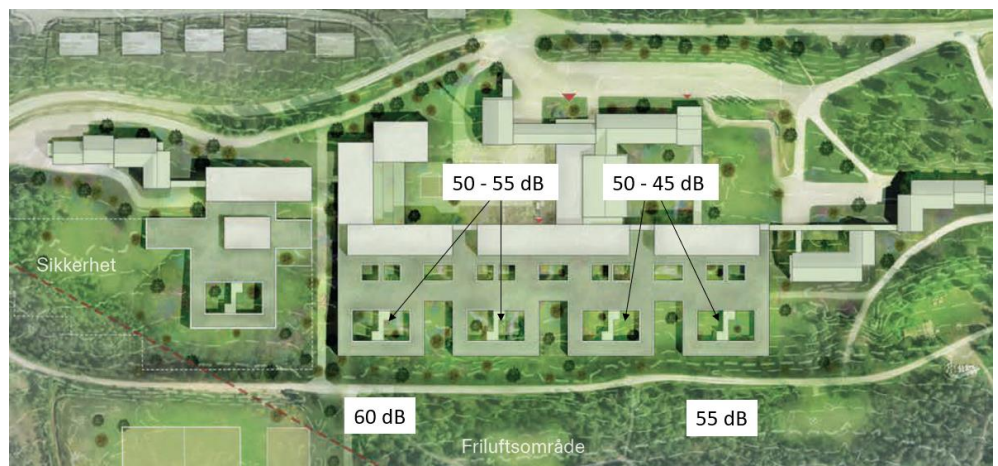 50 - 55 dB
50 - 45 dB
Sikkerhet
60 dB
55 dB
Friluftsområde